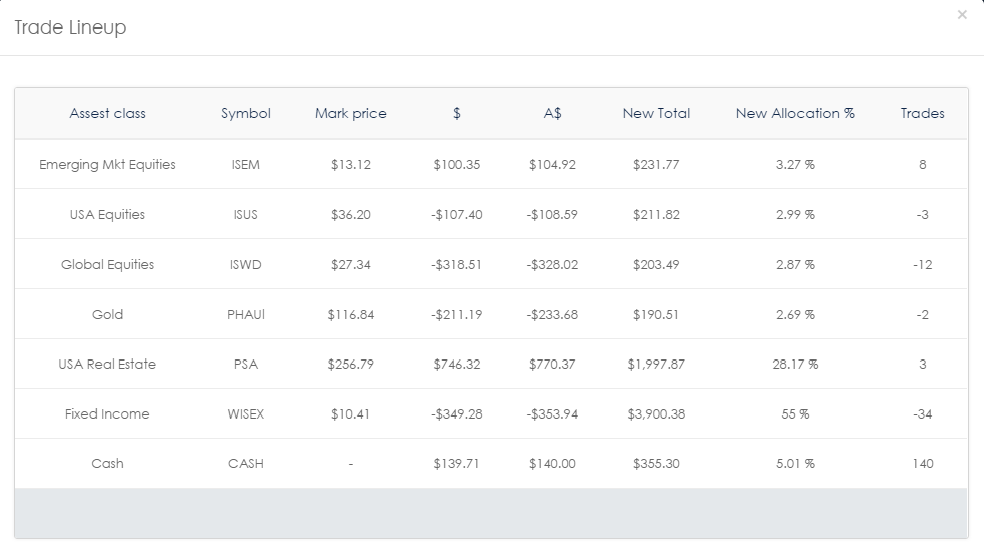 ×
Trade Lineup
Assest class Symbol Mark price $ A$ New Total New Allocation % Trades
Emerging Mkt Equities ISEM $13.12 $100.35 $104.92 $231.77 3.27 % 8
USA Equities ISUS $36.20 -$107.40 -$108.59 $211.82 2.99 % -3
Global Equities ISWD $27.34 -$318.51 -$328.02 $203.49 2.87 % -12
Gold PHAUl $116.84 -$211.19 -$233.68 $190.51 2.69 % -2
USA Real Estate PSA $256.79 $746.32 $770.37 $1,997.87 28.17 % 3
Fixed Income WISEX $10.41 -$349.28 -$353.94 $3,900.38 55 % -34
Cash CASH - $139.71 $140.00 $355.30 5.01 % 140